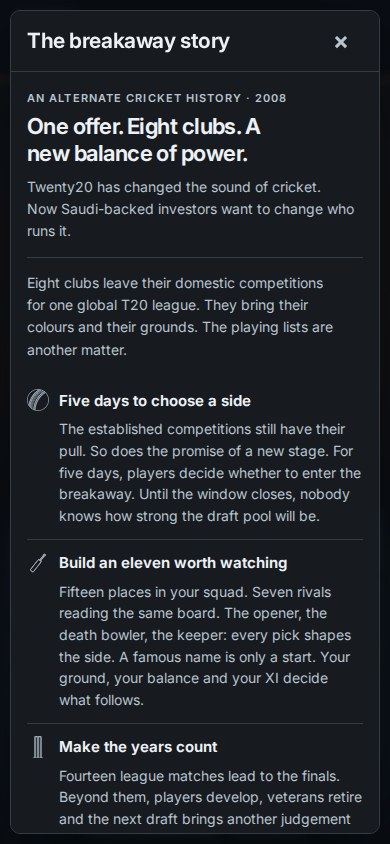 The breakaway story
×
AN ALTERNATE CRICKET HISTORY · 2008
One offer. Eight clubs. A
new balance of power.
Twenty20 has changed the sound of cricket.
Now Saudi-backed investors want to change who
runs it.
Eight clubs leave their domestic competitions
for one global T20 league. They bring their
colours and their grounds. The playing lists are
another matter.
Five days to choose a side
The established competitions still have their
pull. So does the promise of a new stage. For
five days, players decide whether to enter the
breakaway. Until the window closes, nobody
knows how strong the draft pool will be.
Build an eleven worth watching
Fifteen places in your squad. Seven rivals
reading the same board. The opener, the
death bowler, the keeper: every pick shapes
the side. A famous name is only a start. Your
ground, your balance and your XI decide
what follows.
Make the years count
Fourteen league matches lead to the finals.
Beyond them, players develop, veterans retire
and the next draft brings another judgement